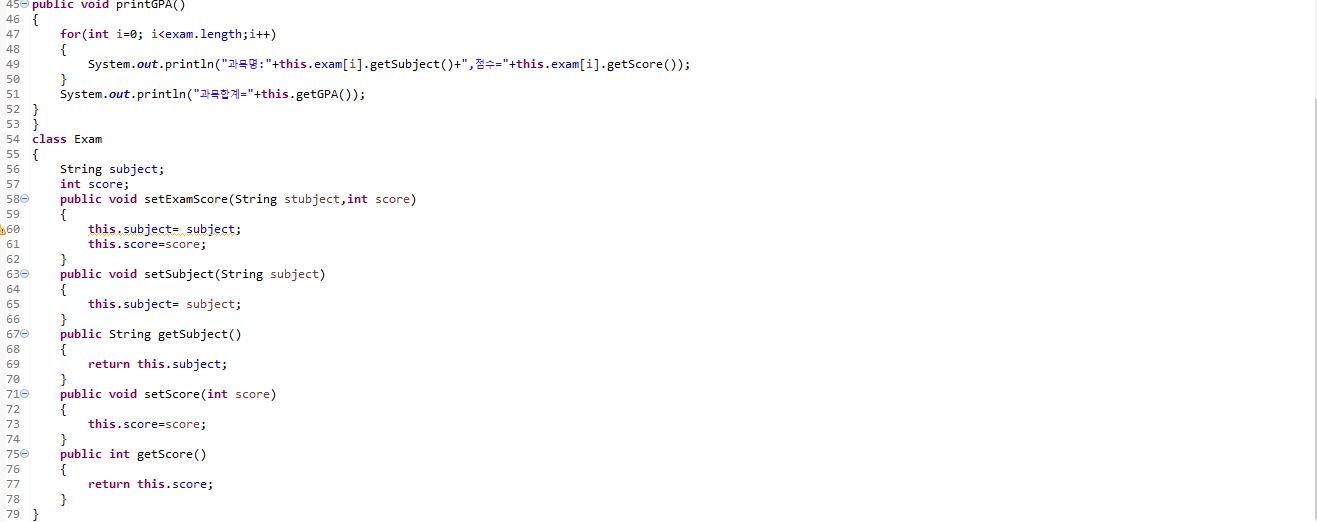 45 public void printGPA()
46 {
47 for(int i=0; i<exam.length;i++)
48 {
49 System.out.println("과목명:"+this.exam[i].getSubject()+",점수="+this.exam[i].getScore());
50 }
51 System.out.println("과목합계="+this.getGPA());
52 }
53 }
54 class Exam
55 {
56 String subject;
57 int score;
58 public void setExamScore(String stubject,int score)
59 {
60 this.subject= subject;
61 this.score=score;
62 }
63 public void setSubject(String subject)
64 {
65 this.subject= subject;
66 }
67 public String getSubject()
68 {
69 return this.subject;
70 }
71 public void setScore(int score)
72 {
73 this.score=score;
74 }
75 public int getScore()
76 {
77 return this.score;
78 }
79 }